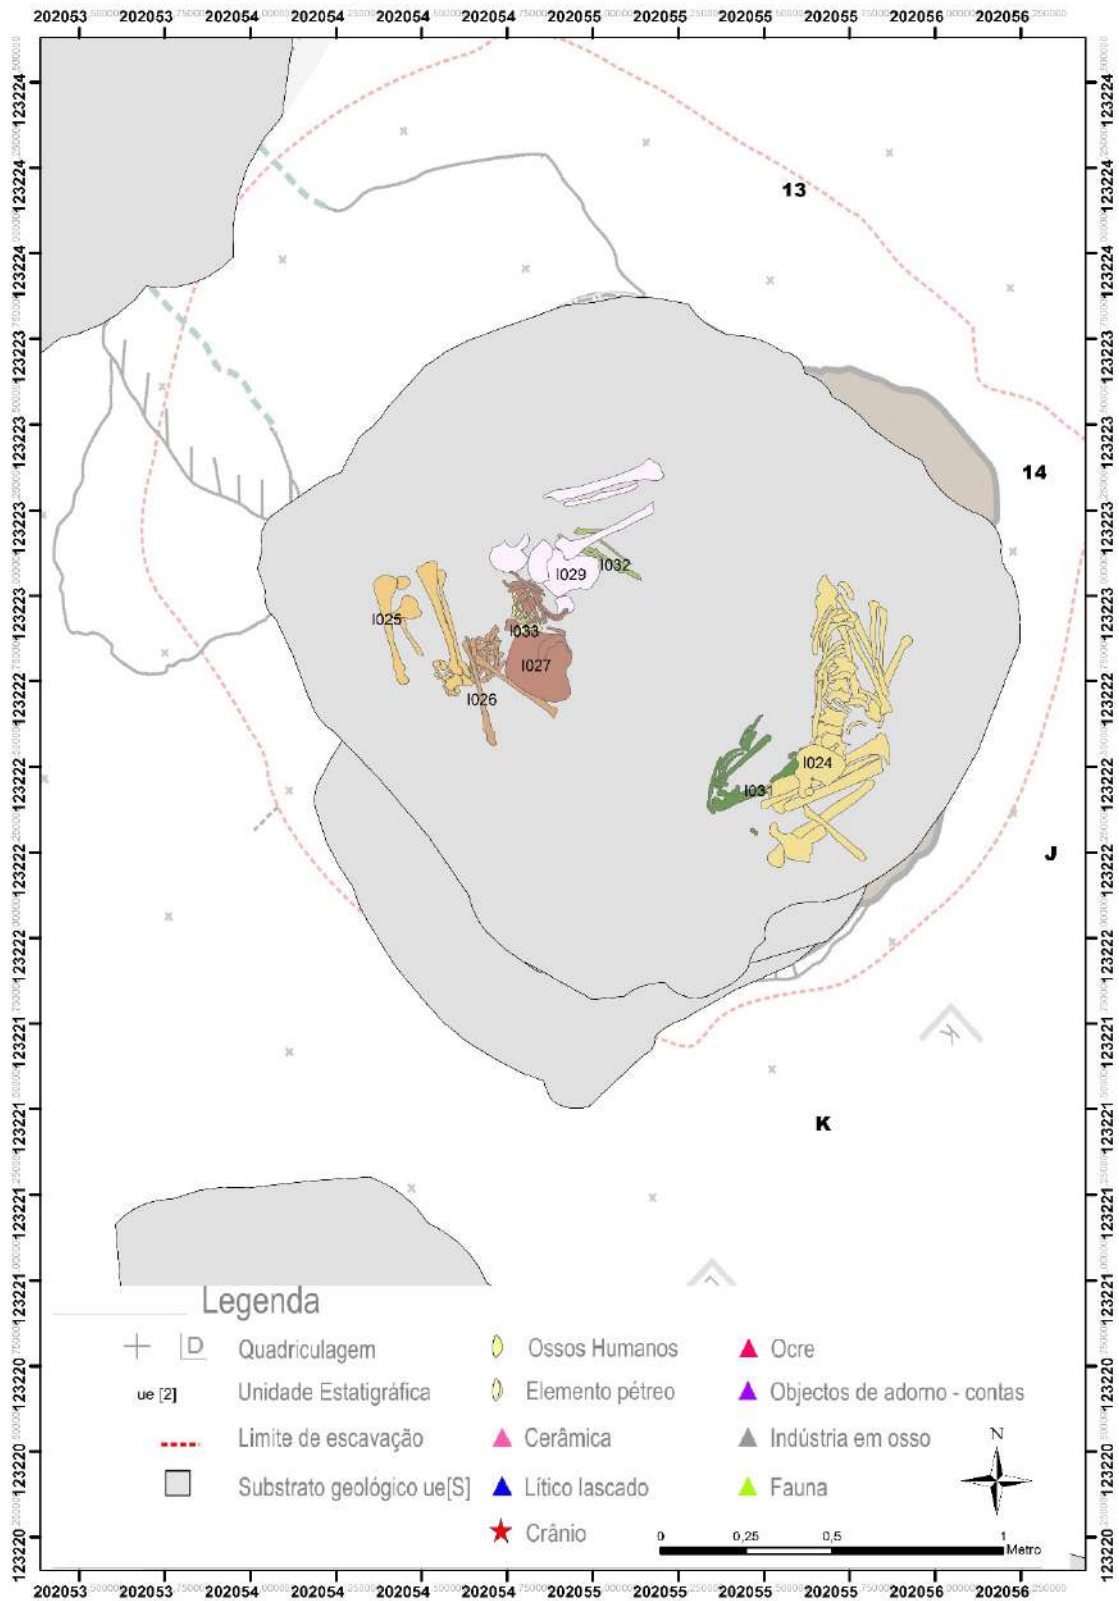 202053 202053 202054 202054 202054 202054 202055 202055 202055 202055 202056 202056
123224
123224
123224
123223
123223
123223
123223
123222
123222
123222
123222
123221
123221
123221
123221
123220
123220
123220
13
14
I032
I029
I025
I033
I027
I026
I024
I031
J
K
K
Legenda
D Quadriculagem
Ossos Humanos
Ocre
ue [2] Unidade Estatigráfica
Elemento pétreo
Objectos de adorno - contas
Limite de escavação
Cerâmica
Indústria em osso
Substrato geológico ue[S]
Lítico lascado
Fauna
Crânio
N
0 0,25 0,5 1
Metro
202053 202053 202054 202054 202054 202054 202055 202055 202055 202055 202056 202056